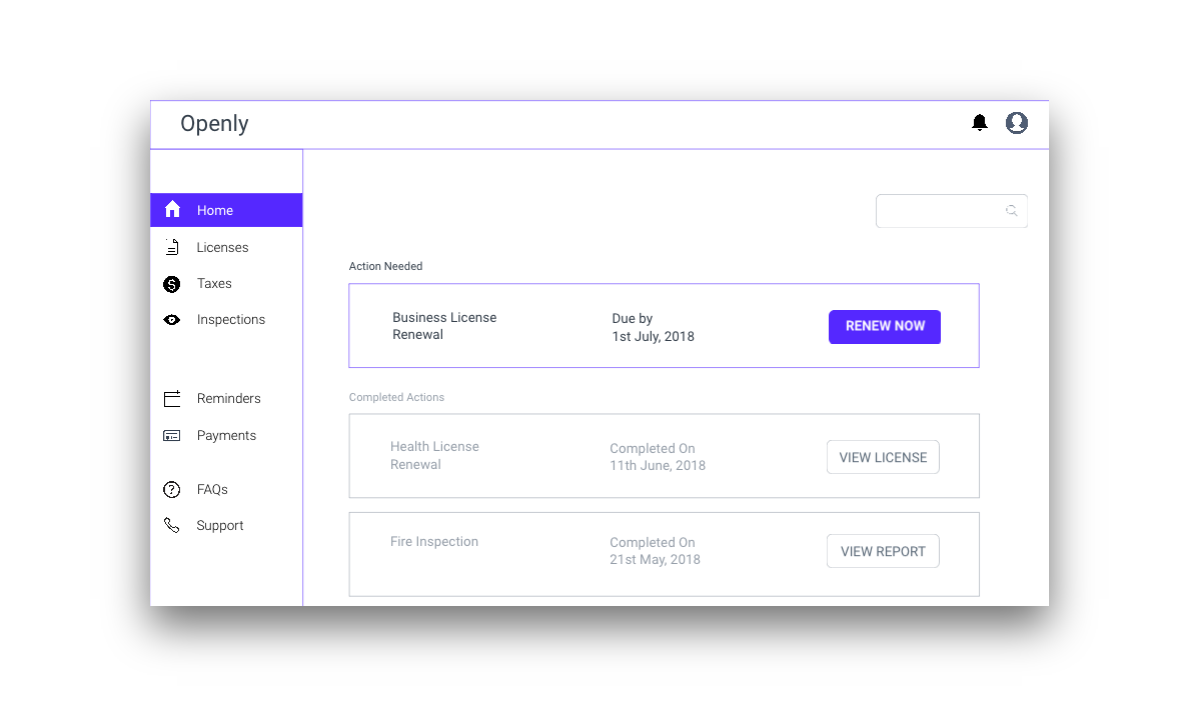 Openly
Home
Licenses
Taxes
Inspections
Reminders
Payments
FAQs
Support
Action Needed
Business License
Renewal
Due by
1st July, 2018
RENEW NOW
Completed Actions
Health License
Renewal
Completed On
11th June, 2018
VIEW LICENSE
Fire Inspection
Completed On
21st May, 2018
VIEW REPORT